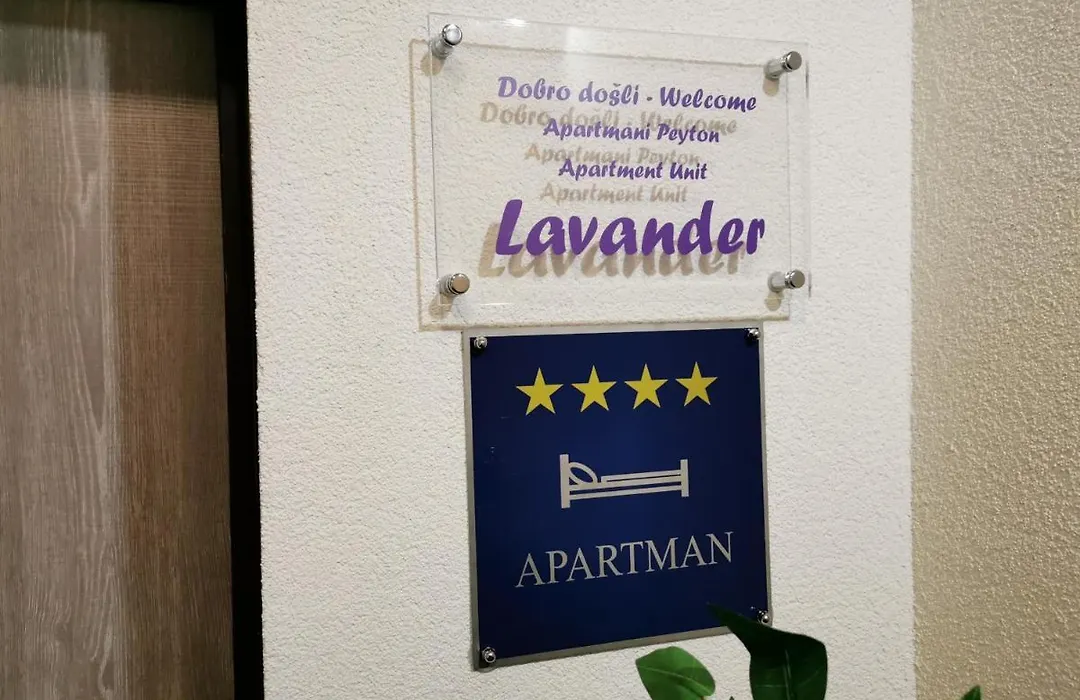 Dobro došli - Welcome
Apartmani Peyton
Apartment Unit
Lavander
APARTMAN